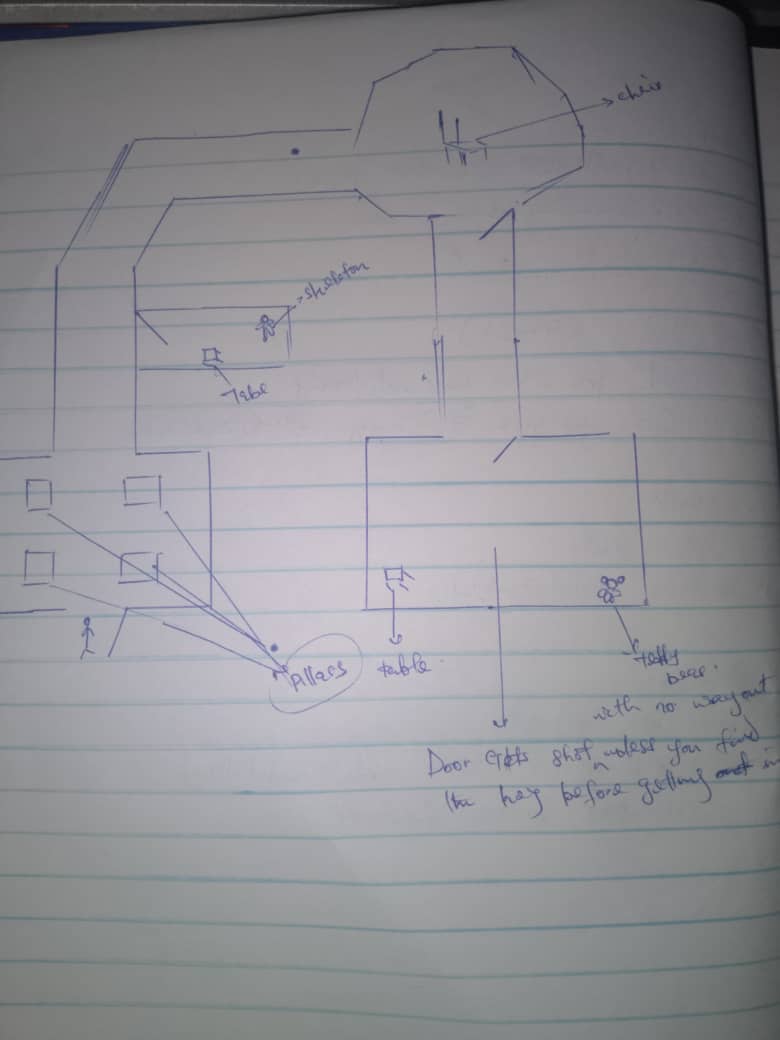 chair
skeleton
Table
Pillars
table
teddy
bear.
with no way out
Door gets shut unless you find
the key before getting in